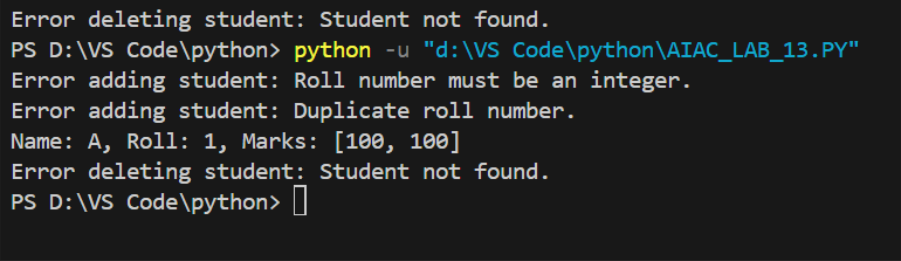 Error deleting student: Student not found.
PS D:\VS Code\python> python -u "d:\VS Code\python\AIAC_LAB_13.PY"
Error adding student: Roll number must be an integer.
Error adding student: Duplicate roll number.
Name: A, Roll: 1, Marks: [100, 100]
Error deleting student: Student not found.
PS D:\VS Code\python>